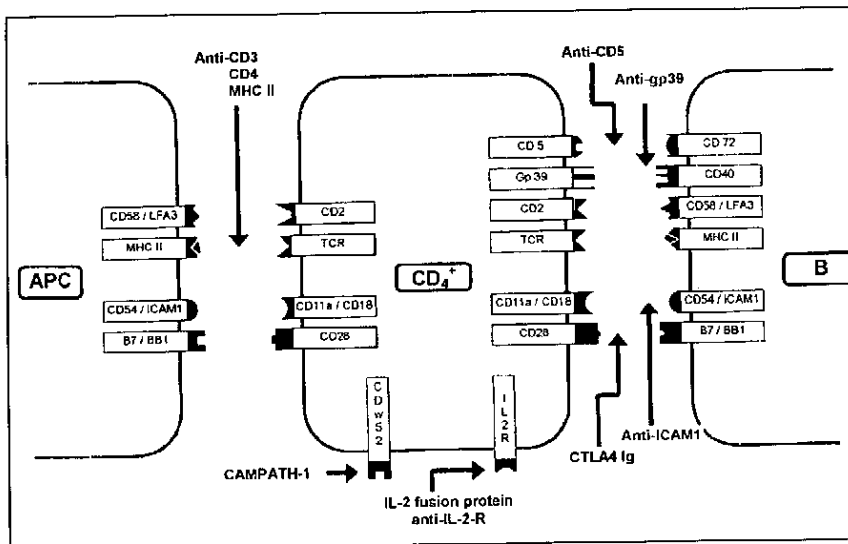 Anti-CD3
CD4
MHC II
Anti-CD5
Anti-gp39
CD 5
CD 72
Gp 39
CD40
CD58 / LFA3
CD2
CD2
CD58 / LFA3
MHC II
TCR
TCR
MHC II
APC
CD4+
B
CD54 / ICAM1
CD11a / CD18
CD11a / CD18
CD54 / ICAM1
B7 / BB1
CD28
CD28
B7 / BB1
CDw52
IL2R
Anti-ICAM1
CTLA4 Ig
CAMPATH-1
IL-2 fusion protein
anti-IL-2-R